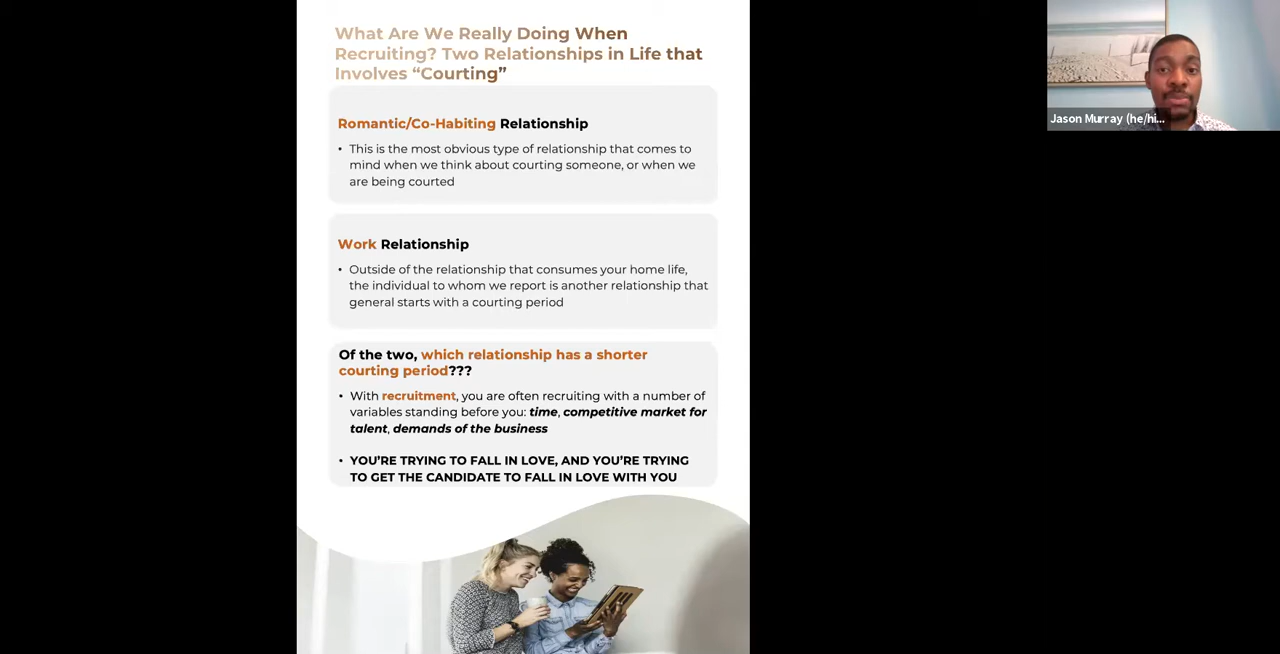 What Are We Really Doing When
Recruiting? Two Relationships in Life that
Involves “Courting”
Romantic/Co-Habiting Relationship
• This is the most obvious type of relationship that comes to
mind when we think about courting someone, or when we
are being courted
Work Relationship
• Outside of the relationship that consumes your home life,
the individual to whom we report is another relationship that
general starts with a courting period
Of the two, which relationship has a shorter
courting period???
• With recruitment, you are often recruiting with a number of
variables standing before you: time, competitive market for
talent, demands of the business
• YOU’RE TRYING TO FALL IN LOVE, AND YOU’RE TRYING
TO GET THE CANDIDATE TO FALL IN LOVE WITH YOU
Jason Murray (he/hi...